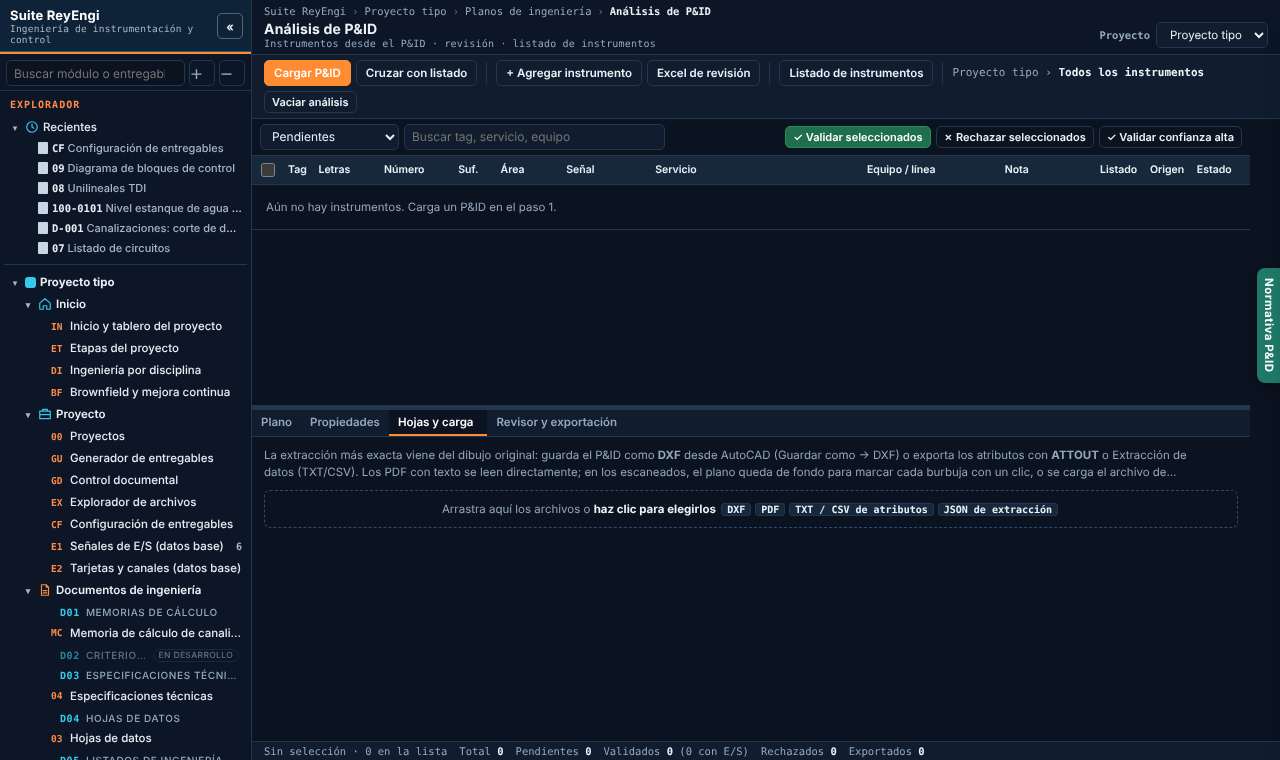 Suite ReyEngi
Ingeniería de instrumentación y
control
«
Suite ReyEngi › Proyecto tipo › Planos de ingeniería › Análisis de P&ID
Análisis de P&ID
Instrumentos desde el P&ID · revisión · listado de instrumentos
Proyecto Proyecto tipo
Buscar módulo o entregabl
+ −
Cargar P&ID Cruzar con listado + Agregar instrumento Excel de revisión Listado de instrumentos Proyecto tipo › Todos los instrumentos
Vaciar análisis
EXPLORADOR
Recientes
CF Configuración de entregables
09 Diagrama de bloques de control
08 Unilineales TDI
100-0101 Nivel estanque de agua ...
D-001 Canalizaciones: corte de d...
07 Listado de circuitos
Proyecto tipo
Inicio
IN Inicio y tablero del proyecto
ET Etapas del proyecto
DI Ingeniería por disciplina
BF Brownfield y mejora continua
Proyecto
00 Proyectos
GU Generador de entregables
GD Control documental
EX Explorador de archivos
CF Configuración de entregables
E1 Señales de E/S (datos base) 6
E2 Tarjetas y canales (datos base)
Documentos de ingeniería
D01 MEMORIAS DE CÁLCULO
MC Memoria de cálculo de canali...
D02 CRITERIO... EN DESARROLLO
D03 ESPECIFICACIONES TÉCNI...
04 Especificaciones técnicas
D04 HOJAS DE DATOS
03 Hojas de datos
D05 LISTADOS DE INGENIERÍA
Pendientes Buscar tag, servicio, equipo ✓ Validar seleccionados × Rechazar seleccionados ✓ Validar confianza alta
Tag Letras Número Suf. Área Señal Servicio Equipo / línea Nota Listado Origen Estado
Aún no hay instrumentos. Carga un P&ID en el paso 1.
Normativa P&ID
Plano Propiedades Hojas y carga Revisor y exportación
La extracción más exacta viene del dibujo original: guarda el P&ID como DXF desde AutoCAD (Guardar como → DXF) o exporta los atributos con ATTOUT o Extracción de
datos (TXT/CSV). Los PDF con texto se leen directamente; en los escaneados, el plano queda de fondo para marcar cada burbuja con un clic, o se carga el archivo de...
Arrastra aquí los archivos o haz clic para elegirlos DXF PDF TXT / CSV de atributos JSON de extracción
Sin selección · 0 en la lista Total 0 Pendientes 0 Validados 0 (0 con E/S) Rechazados 0 Exportados 0